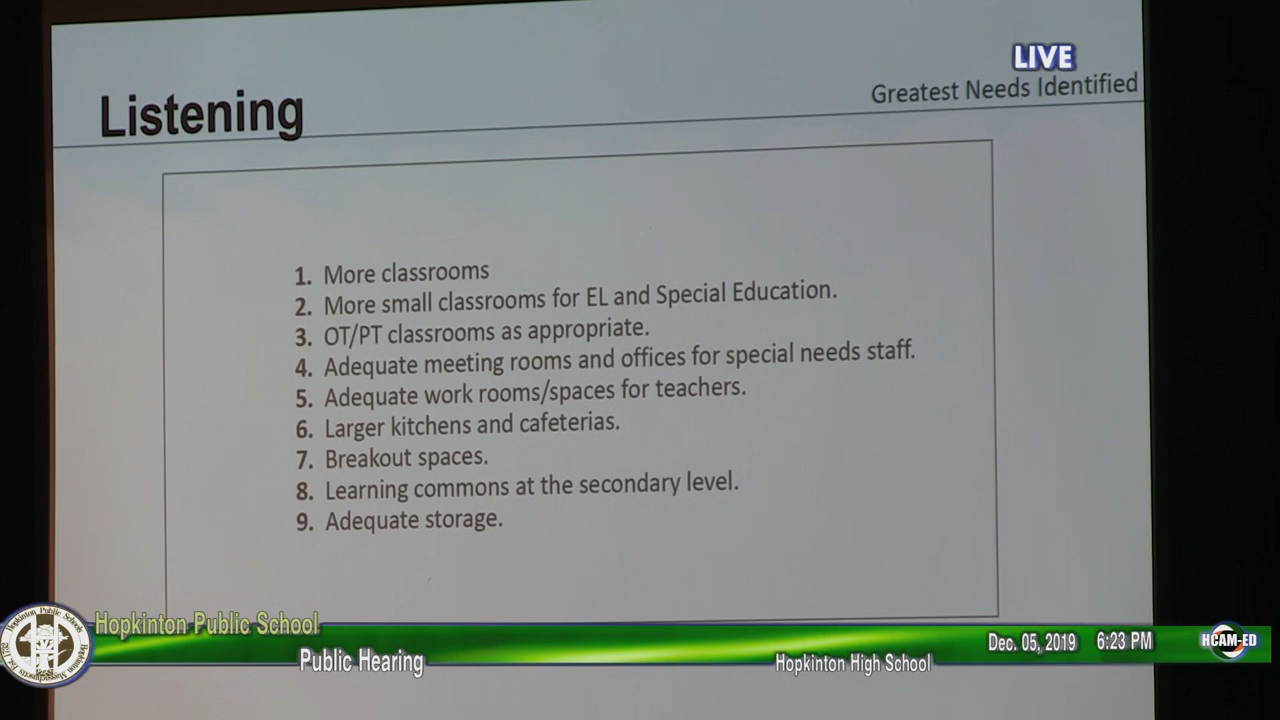 LIVE
Listening
Greatest Needs Identified
1. More classrooms
2. More small classrooms for EL and Special Education.
3. OT/PT classrooms as appropriate.
4. Adequate meeting rooms and offices for special needs staff.
5. Adequate work rooms/spaces for teachers.
6. Larger kitchens and cafeterias.
7. Breakout spaces.
8. Learning commons at the secondary level.
9. Adequate storage.
Hopkinton Public Schools
Hopkinton Public School
Dec. 05, 2019 6:23 PM
HCAM-ED
Public Hearing
Hopkinton High School